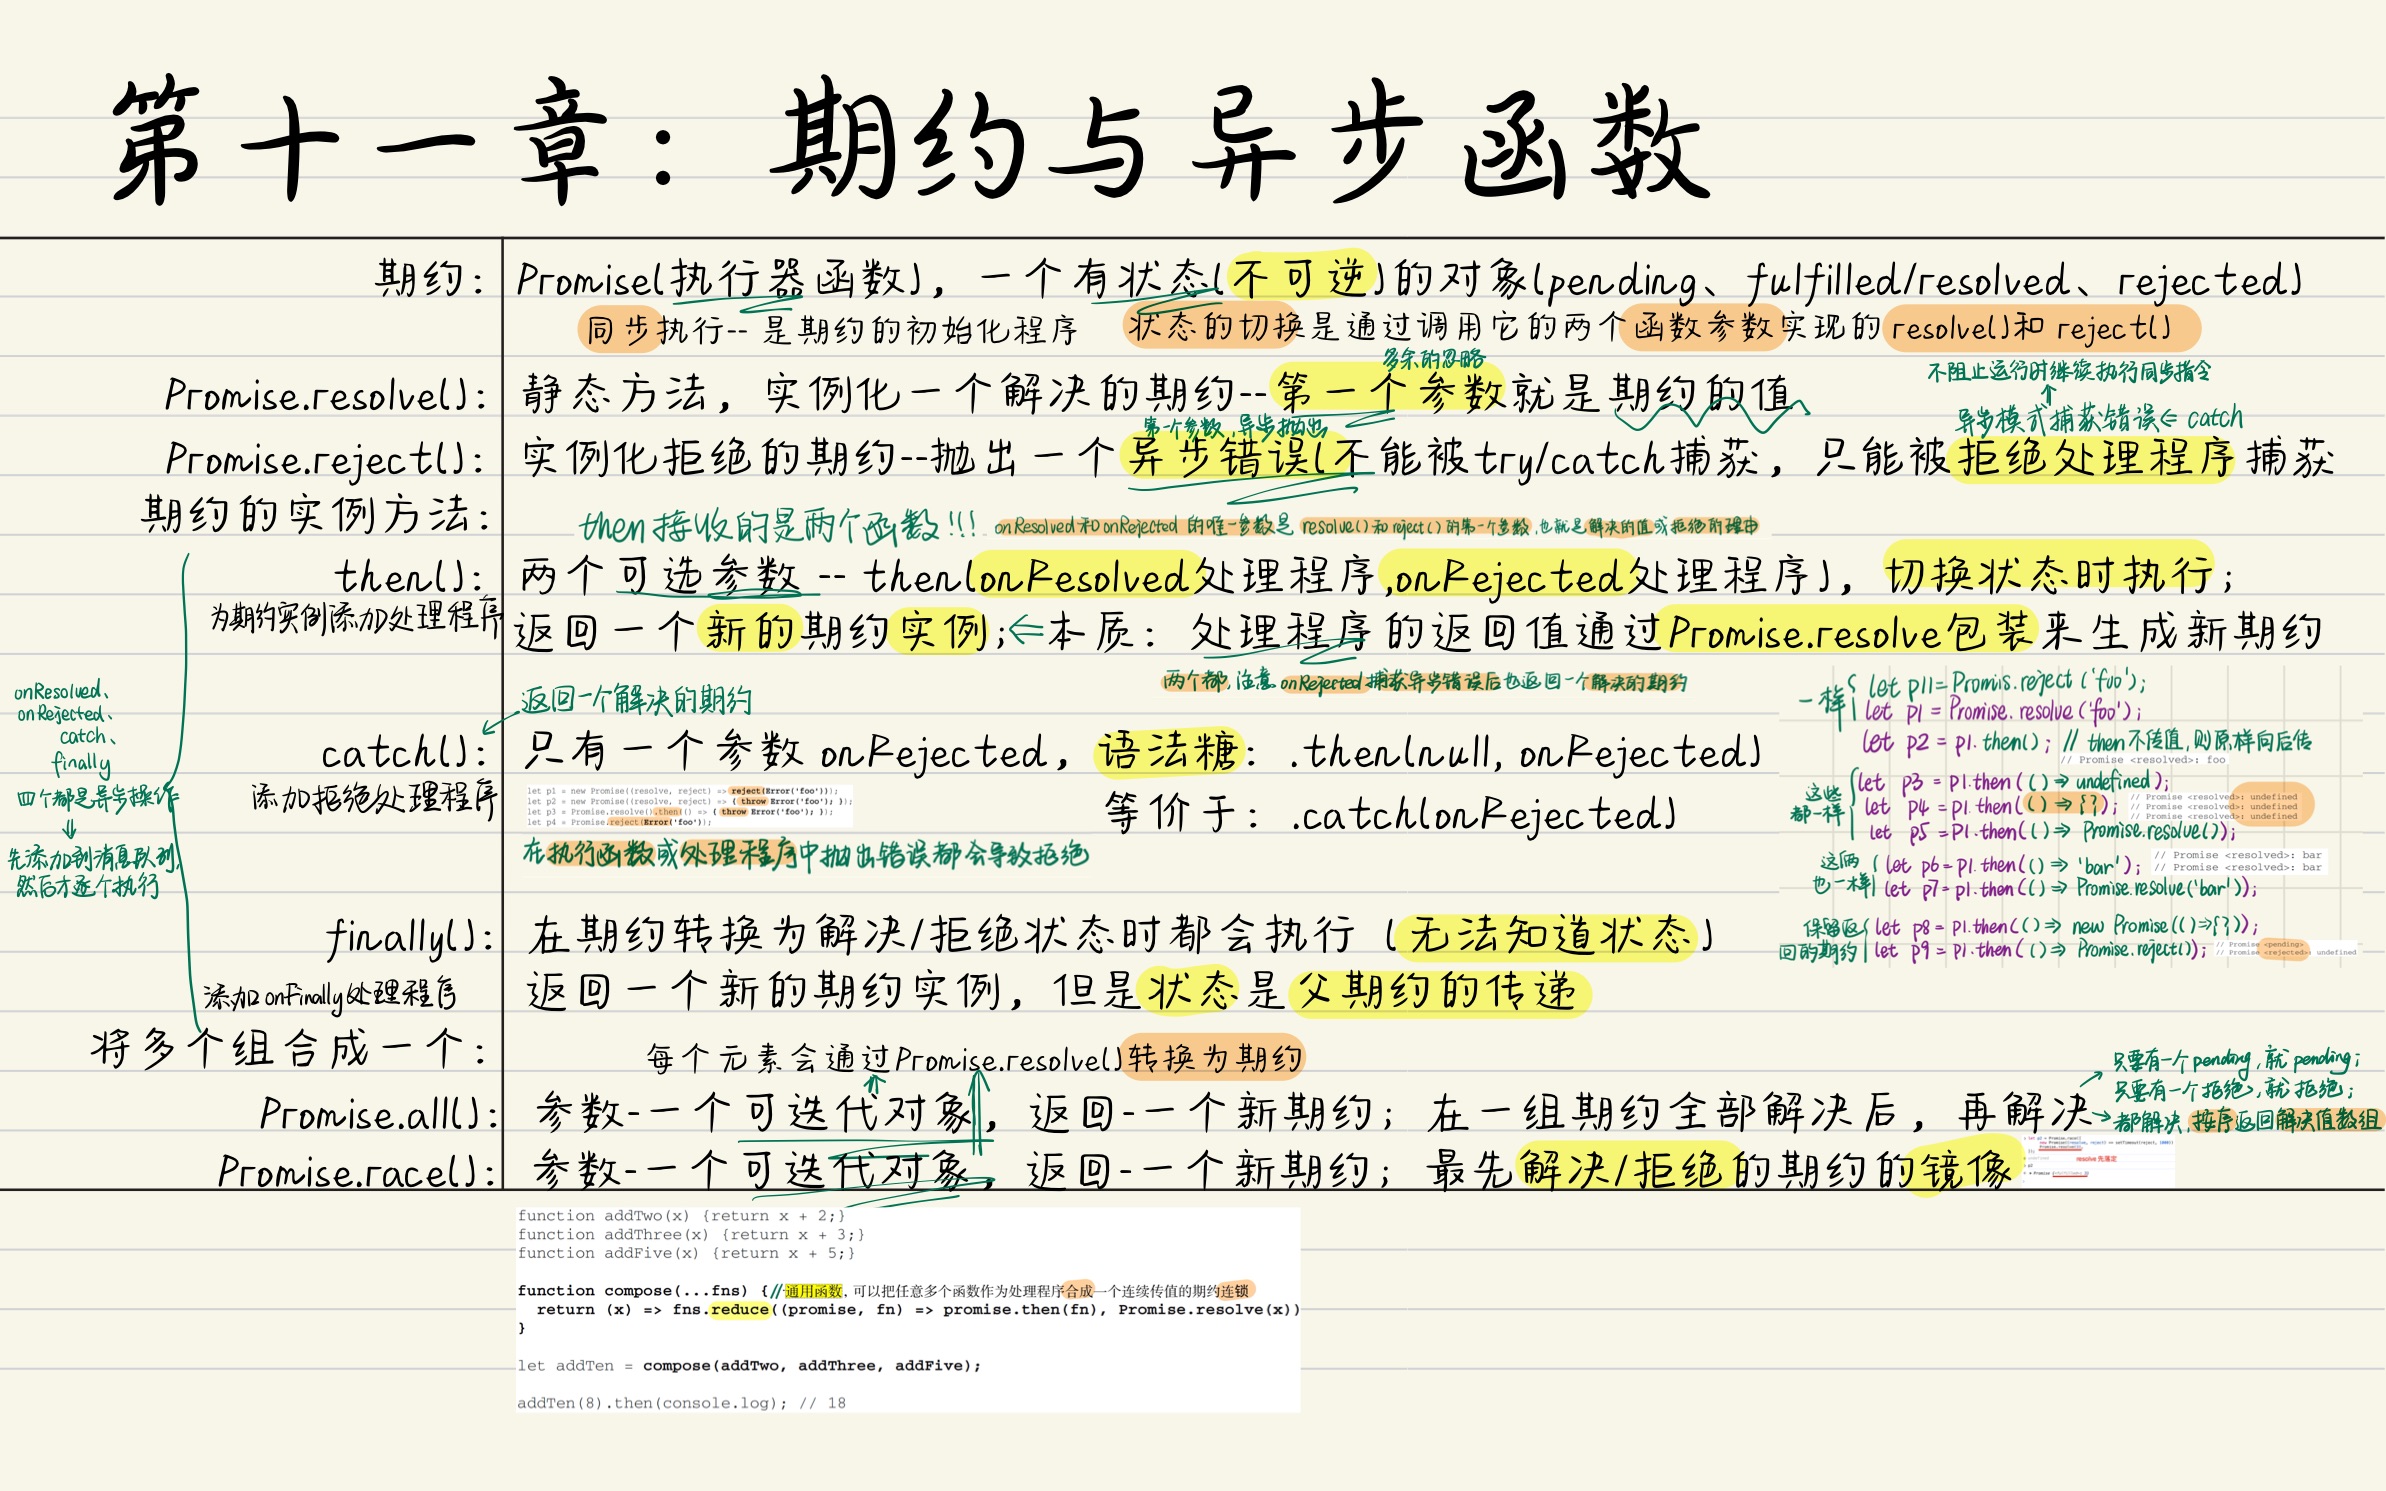 第十一章：期约与异步函数
期约：
Promise(执行器函数)，一个有状态(不可逆)的对象(pending、fulfilled/resolved、rejected)
同步执行--是期约的初始化程序
状态的切换是通过调用它的两个函数参数实现的resolve()和 reject()
多余的忽略
Promise.resolve()：
静态方法，实例化一个解决的期约--第一个参数就是期约的值
不阻止运行时继续执行同步指令
↑
异步模式捕获错误⇐ catch
第一个参数,异步抛出
Promise.reject()：
实例化拒绝的期约--抛出一个异步错误(不能被try/catch捕获，只能被拒绝处理程序捕获
期约的实例方法：
then接收的是两个函数!!!
onResolved和onRejected 的唯一参数是 resolve()和reject()的第一个参数,也就是解决的值或拒绝的理由
then()：
两个可选参数 -- then(onResolved处理程序,onRejected处理程序)，切换状态时执行；
为期约实例添加处理程序
返回一个新的期约实例;⇐本质：处理程序的返回值通过Promise.resolve包装来生成新期约
两个都,注意onRejected捕获异步错误后也返回一个解决的期约
onResolved、
onRejected、
catch、
finally
四个都是异步操作
⇓
先添加到消息队列,
然后才逐个执行
返回一个解决的期约
catch()：
只有一个参数 onRejected，语法糖：.then(null, onRejected)
添加拒绝处理程序
等价于：.catch(onRejected)
let p1 = new Promise((resolve, reject) => reject(Error('foo')));
let p2 = new Promise((resolve, reject) => { throw Error('foo'); });
let p3 = Promise.resolve().then(() => { throw Error('foo'); });
let p4 = Promise.reject(Error('foo'));
在执行函数或处理程序中抛出错误都会导致拒绝
一样
let p11 = Promis.reject ('foo');
let p1 = Promise. resolve ('foo');
let p2 = p1. then(); // then不传值,则原样向后传
// Promise <resolved>: foo
这些都一样
let p3 = p1.then( () => undefined );
let p4 = p1.then( () => {} );
let p5 = p1.then( () => Promise.resolve());
// Promise <resolved>: undefined
// Promise <resolved>: undefined
// Promise <resolved>: undefined
这两也一样
let p6 = p1.then(() => 'bar');
let p7 = p1.then(() => Promise.resolve('bar'));
// Promise <resolved>: bar
// Promise <resolved>: bar
保留返回的期约
let p8 = p1.then(() => new Promise(()=>{}));
let p9 = p1.then(() => Promise.reject());
// Promise <pending>
// Promise <rejected>: undefined
finally()：
在期约转换为解决/拒绝状态时都会执行 (无法知道状态)
返回一个新的期约实例，但是状态是父期约的传递
添加onFinally处理程序
将多个组合成一个：
每个元素会通过Promise.resolve()转换为期约
Promise.all()：
参数-一个可迭代对象，返回-一个新期约；在一组期约全部解决后，再解决
只要有一个pending,就pending;
只要有一个拒绝,就拒绝;
都解决,按序返回解决值数组
Promise.race()：
参数-一个可迭代对象，返回-一个新期约；最先解决/拒绝的期约的镜像
resolve 先落定
function addTwo(x) {return x + 2;}
function addThree(x) {return x + 3;}
function addFive(x) {return x + 5;}
function compose(...fns) {//通用函数，可以把任意多个函数作为处理程序合成一个连续传值的期约连锁
return (x) => fns.reduce((promise, fn) => promise.then(fn), Promise.resolve(x))
}
let addTen = compose(addTwo, addThree, addFive);
addTen(8).then(console.log); // 18